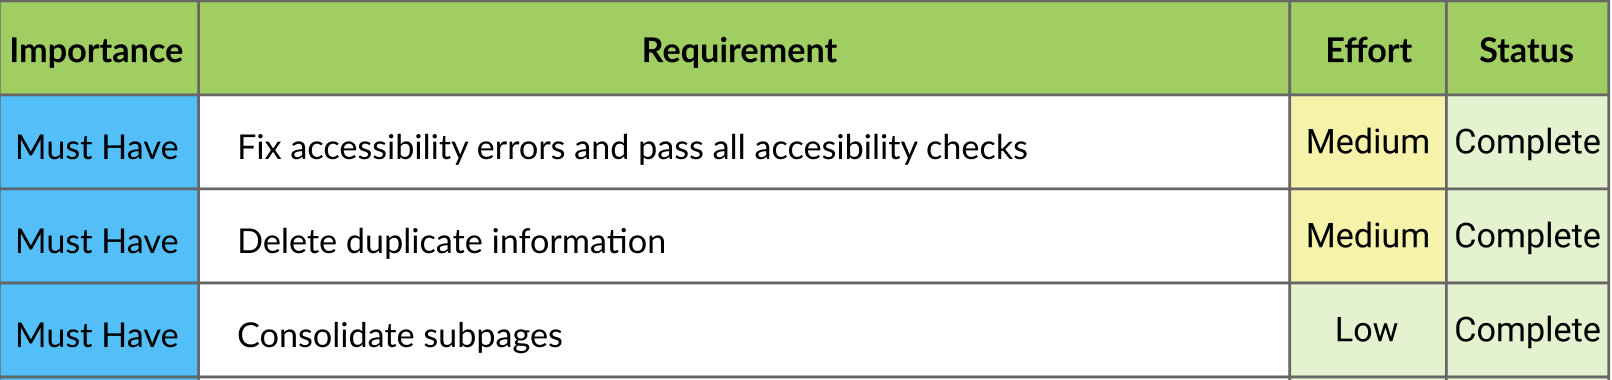 Importance Requirement Effort Status
Must Have Fix accessibility errors and pass all accesibility checks Medium Complete
Must Have Delete duplicate information Medium Complete
Must Have Consolidate subpages Low Complete